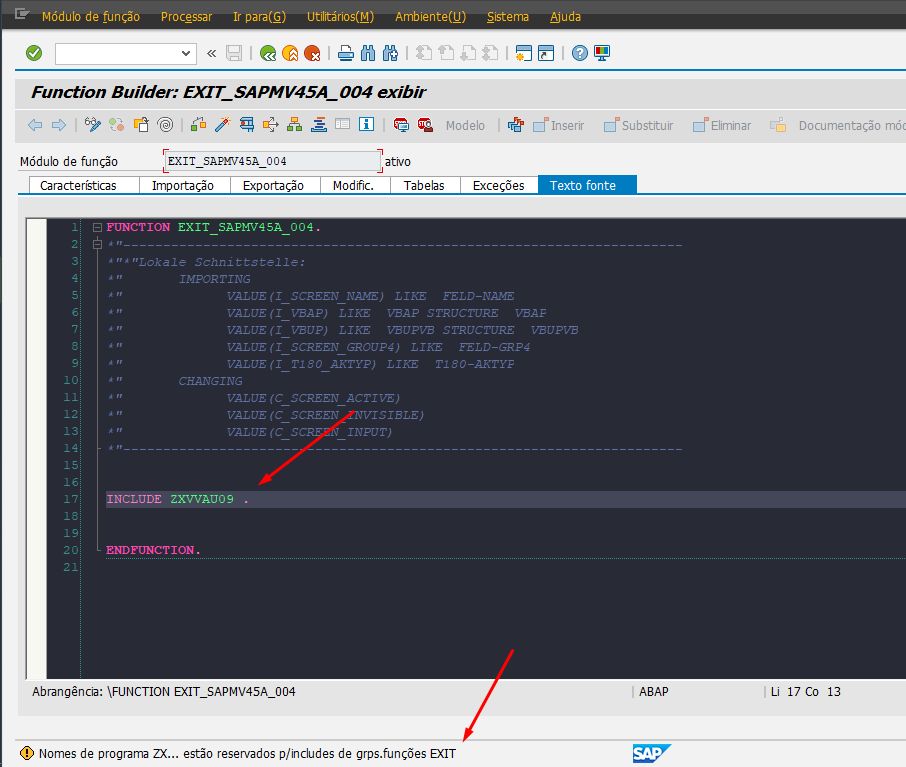 Módulo de função Processar Ir para(G) Utilitários(M) Ambiente(U) Sistema Ajuda
Function Builder: EXIT_SAPMV45A_004 exibir
Modelo Inserir Substituir Eliminar Documentação mód
Módulo de função EXIT_SAPMV45A_004 ativo
Características Importação Exportação Modific. Tabelas Exceções Texto fonte
1 FUNCTION EXIT_SAPMV45A_004.
2 *"----------------------------------------------------------------------
3 *"*"Lokale Schnittstelle:
4 *" IMPORTING
5 *" VALUE(I_SCREEN_NAME) LIKE FELD-NAME
6 *" VALUE(I_VBAP) LIKE VBAP STRUCTURE VBAP
7 *" VALUE(I_VBUP) LIKE VBUPVB STRUCTURE VBUPVB
8 *" VALUE(I_SCREEN_GROUP4) LIKE FELD-GRP4
9 *" VALUE(I_T180_AKTYP) LIKE T180-AKTYP
10 *" CHANGING
11 *" VALUE(C_SCREEN_ACTIVE)
12 *" VALUE(C_SCREEN_INVISIBLE)
13 *" VALUE(C_SCREEN_INPUT)
14 *"----------------------------------------------------------------------
15
16
17 INCLUDE ZXVVAU09 .
18
19
20 ENDFUNCTION.
21
Abrangência: \FUNCTION EXIT_SAPMV45A_004 ABAP Li 17 Co 13
Nomes de programa ZX... estão reservados p/includes de grps.funções EXIT SAP